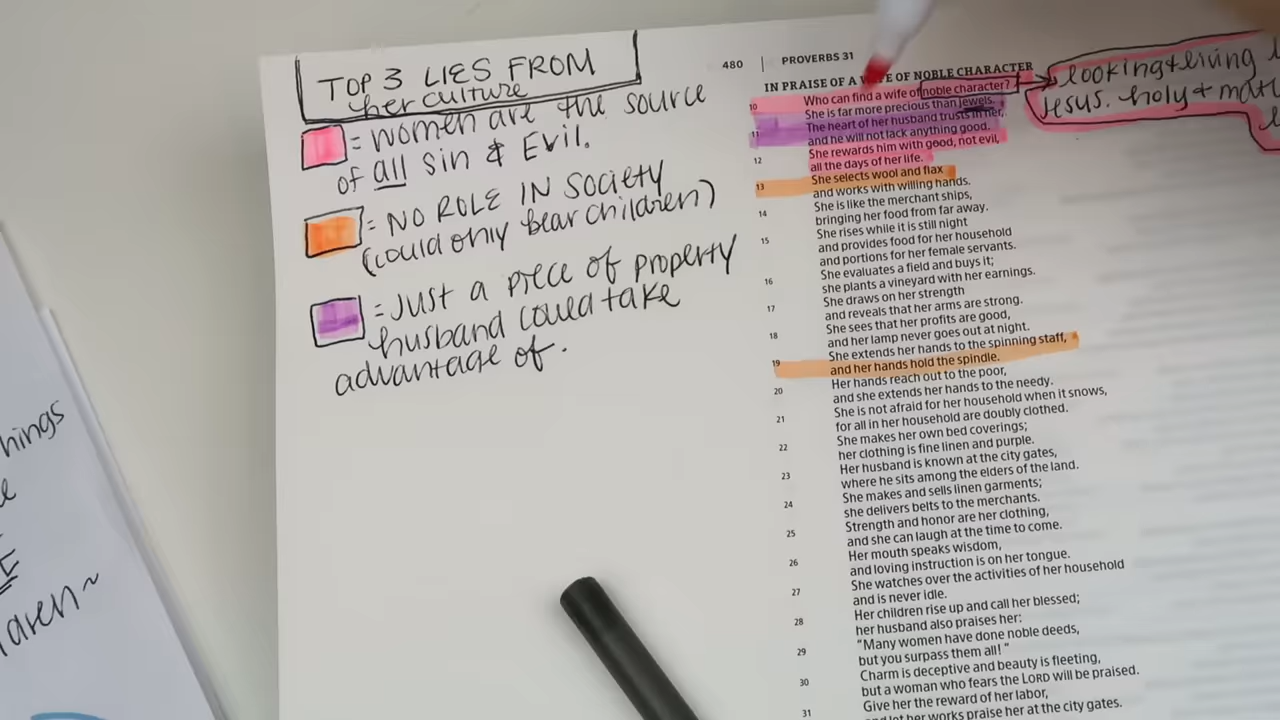 TOP 3 LIES FROM
her culture
= women are the source
of all sin & Evil.
= NO ROLE IN SOCIETY
(could only bear children)
= Just a piece of property
husband could take
advantage of.
480 | PROVERBS 31
IN PRAISE OF A WIFE OF NOBLE CHARACTER
10 Who can find a wife of noble character?
She is far more precious than jewels.
11 The heart of her husband trusts in her,
and he will not lack anything good.
12 She rewards him with good, not evil,
all the days of her life.
13 She selects wool and flax
and works with willing hands.
14 She is like the merchant ships,
bringing her food from far away.
15 She rises while it is still night
and provides food for her household
and portions for her female servants.
16 She evaluates a field and buys it;
she plants a vineyard with her earnings.
17 She draws on her strength
and reveals that her arms are strong.
18 She sees that her profits are good,
and her lamp never goes out at night.
19 She extends her hands to the spinning staff,
and her hands hold the spindle.
20 Her hands reach out to the poor,
and she extends her hands to the needy.
21 She is not afraid for her household when it snows,
for all in her household are doubly clothed.
22 She makes her own bed coverings;
her clothing is fine linen and purple.
23 Her husband is known at the city gates,
where he sits among the elders of the land.
24 She makes and sells linen garments;
she delivers belts to the merchants.
25 Strength and honor are her clothing,
and she can laugh at the time to come.
26 Her mouth speaks wisdom,
and loving instruction is on her tongue.
27 She watches over the activities of her household
and is never idle.
28 Her children rise up and call her blessed;
her husband also praises her:
29 "Many women have done noble deeds,
but you surpass them all!"
30 Charm is deceptive and beauty is fleeting,
but a woman who fears the LORD will be praised.
31 Give her the reward of her labor,
and let her works praise her at the city gates.
looking & living
Jesus. holy &
hings
E